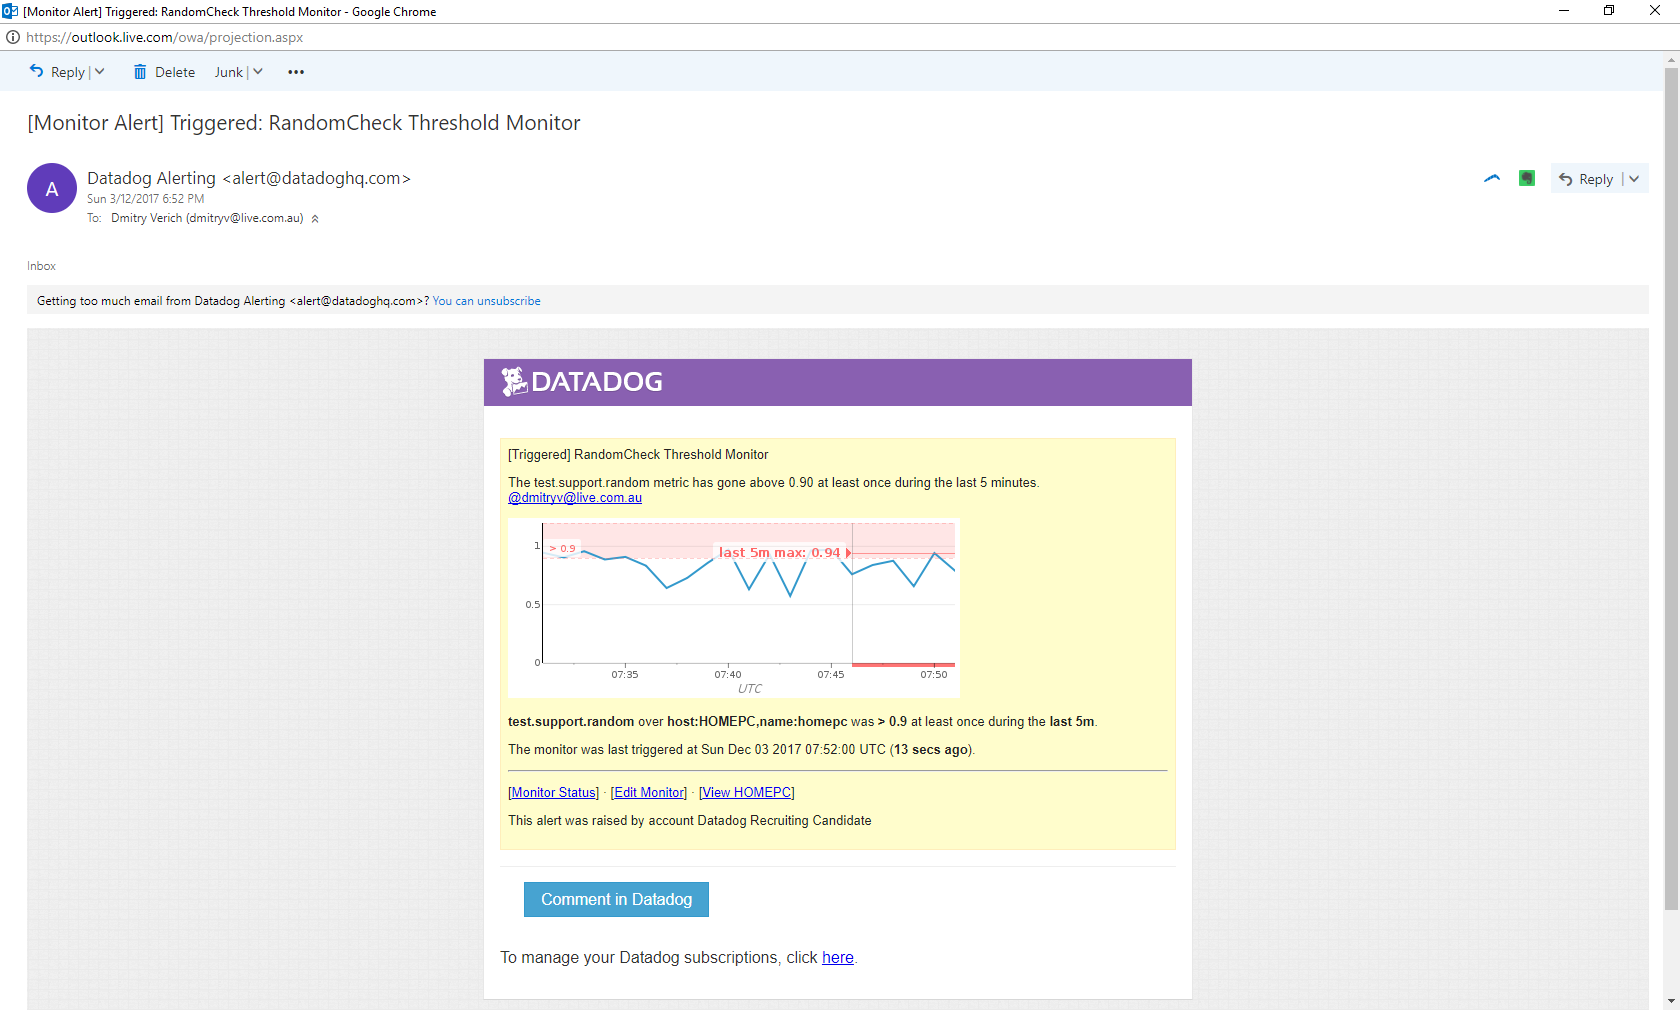 [Monitor Alert] Triggered: RandomCheck Threshold Monitor - Google Chrome
https://outlook.live.com/owa/projection.aspx
Reply | Delete Junk | •••
[Monitor Alert] Triggered: RandomCheck Threshold Monitor
A
Datadog Alerting <alert@datadoghq.com>
Sun 3/12/2017 6:52 PM
To: Dmitry Verich (dmitryv@live.com.au)
Reply
Inbox
Getting too much email from Datadog Alerting <alert@datadoghq.com>? You can unsubscribe
DATADOG
[Triggered] RandomCheck Threshold Monitor
The test.support.random metric has gone above 0.90 at least once during the last 5 minutes.
@dmitryv@live.com.au
1
> 0.9
last 5m max: 0.94
0.5
0
07:35 07:40 07:45 07:50
UTC
test.support.random over host:HOMEPC,name:homepc was > 0.9 at least once during the last 5m.
The monitor was last triggered at Sun Dec 03 2017 07:52:00 UTC (13 secs ago).
[Monitor Status] · [Edit Monitor] · [View HOMEPC]
This alert was raised by account Datadog Recruiting Candidate
Comment in Datadog
To manage your Datadog subscriptions, click here.